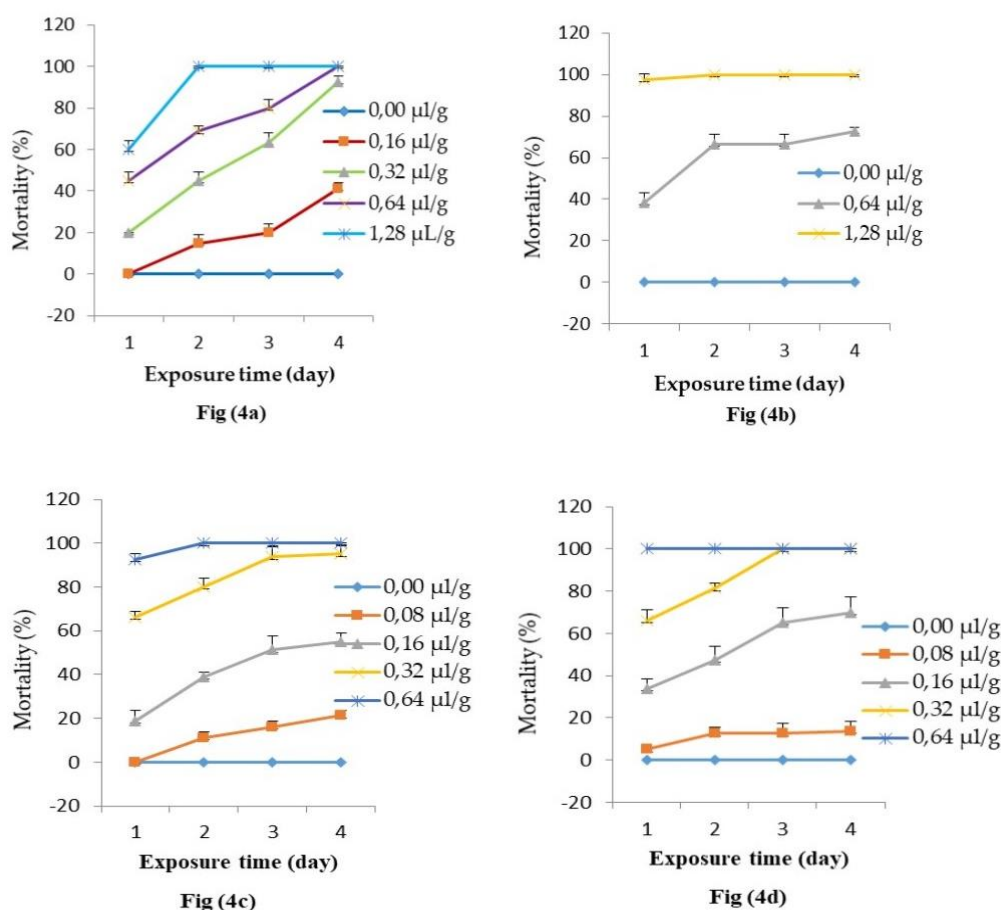 120
100
80
60
40
20
0
-20
Mortality (%)
1 2 3 4
Exposure time (day)
0,00 µl/g
0,16 µl/g
0,32 µl/g
0,64 µl/g
1,28 µL/g
Fig (4a)
120
100
80
60
40
20
0
-20
Mortality (%)
1 2 3 4
Exposure time (day)
0,00 µl/g
0,64 µl/g
1,28 µl/g
Fig (4b)
120
100
80
60
40
20
0
-20
Mortality (%)
1 2 3 4
Exposure time (day)
0,00 µl/g
0,08 µl/g
0,16 µl/g
0,32 µl/g
0,64 µl/g
Fig (4c)
120
100
80
60
40
20
0
-20
Mortality (%)
1 2 3 4
Exposure time (day)
0,00 µl/g
0,08 µl/g
0,16 µl/g
0,32 µl/g
0,64 µl/g
Fig (4d)